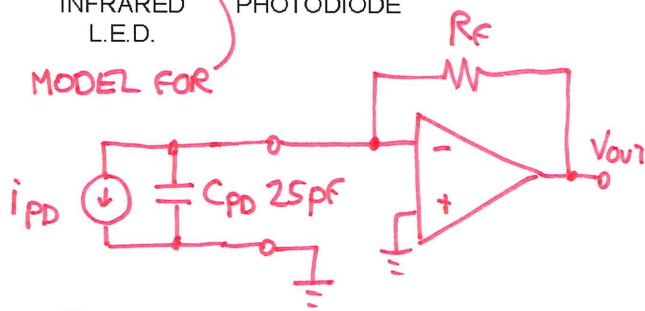 INFRARED PHOTODIODE
L.E.D.
MODEL FOR
RF
iPD
CPD 25pF
-
+
VOUT